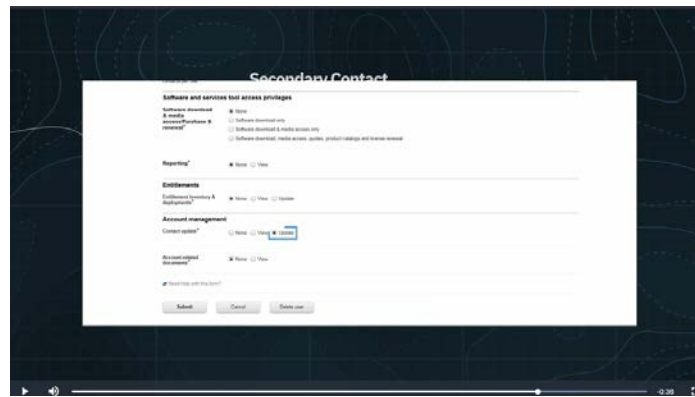 Secondary Contact
Software and services tool access privileges
Software download
& media
access/Purchase &
renewal*
None
Software download only
Software download & media access only
Software download, media access, quotes, product catalogs and license renewal
Reporting*
None View
Entitlements
Entitlement Inventory &
deployments*
None View Update
Account management
Contact update*
None View Update
Account related
documents*
None View
Need help with this form?
Submit Cancel Delete user
-0:38